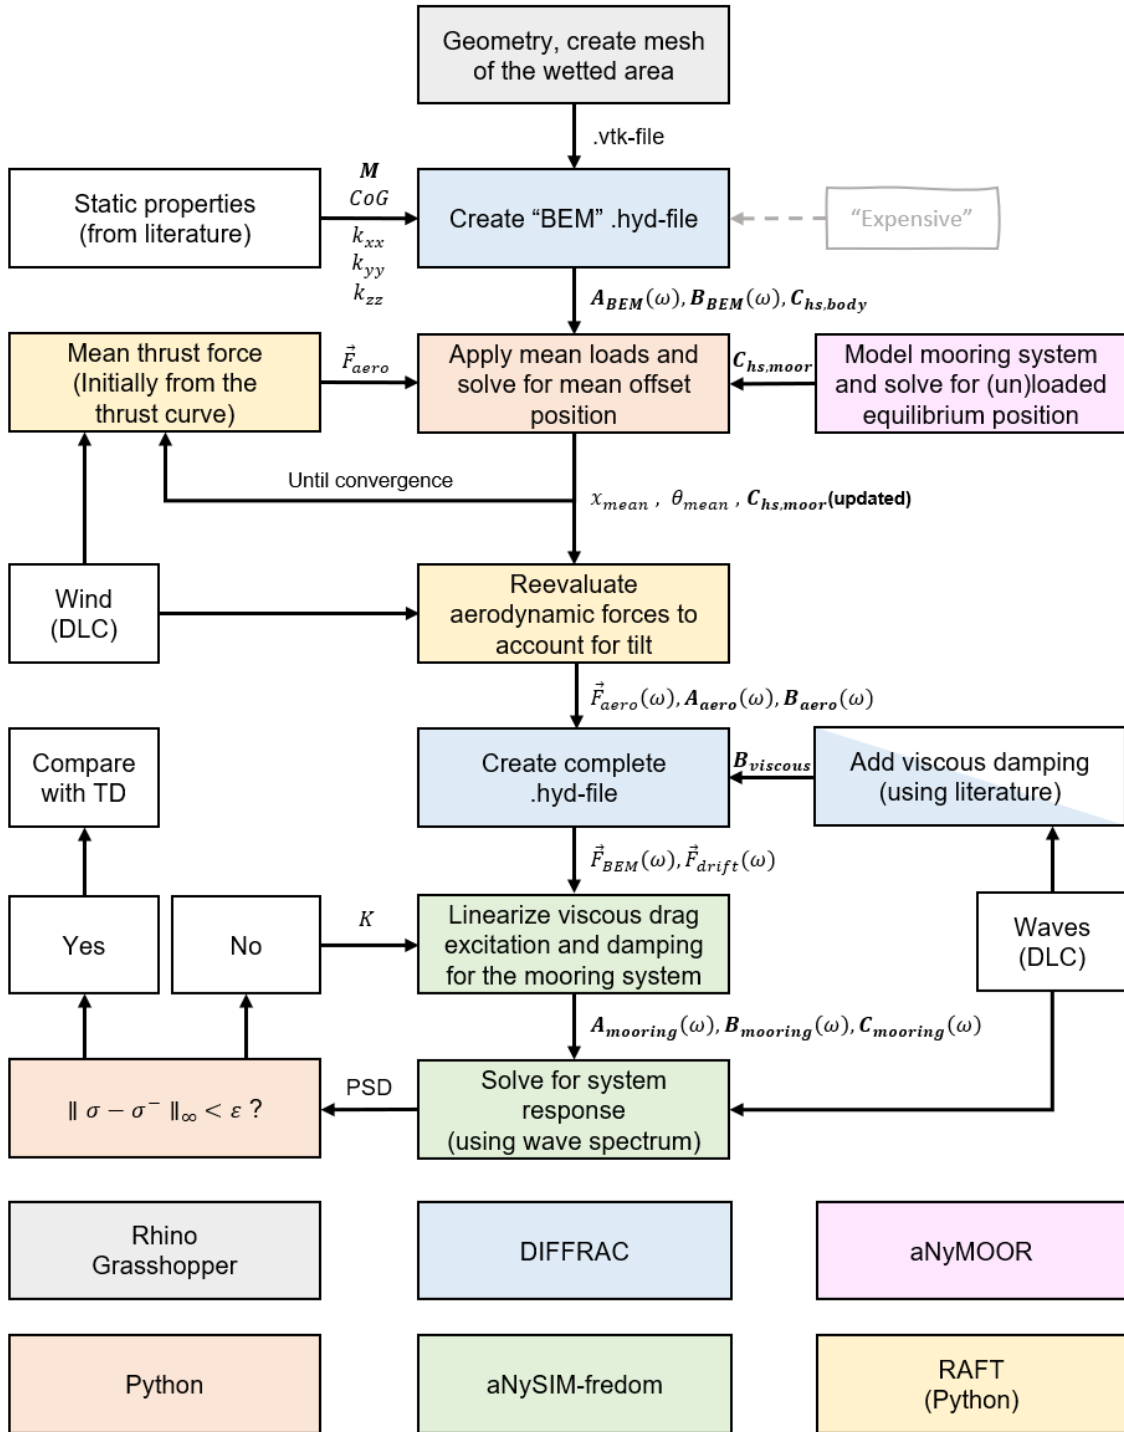 Geometry, create mesh
of the wetted area
.vtk-file
Static properties
(from literature)
M
CoG
k_xx
k_yy
k_zz
Create “BEM” .hyd-file
“Expensive”
A_BEM(ω), B_BEM(ω), C_hs,body
Mean thrust force
(Initially from the
thrust curve)
F⃗_aero
Apply mean loads and
solve for mean offset
position
C_hs,moor
Model mooring system
and solve for (un)loaded
equilibrium position
Until convergence
x_mean , θ_mean , C_hs,moor(updated)
Wind
(DLC)
Reevaluate
aerodynamic forces to
account for tilt
F⃗_aero(ω), A_aero(ω), B_aero(ω)
Compare
with TD
Create complete
.hyd-file
B_viscous
Add viscous damping
(using literature)
F⃗_BEM(ω), F⃗_drift(ω)
Yes
No
K
Linearize viscous drag
excitation and damping
for the mooring system
Waves
(DLC)
A_mooring(ω), B_mooring(ω), C_mooring(ω)
‖ σ − σ⁻ ‖∞ < ε ?
PSD
Solve for system
response
(using wave spectrum)
Rhino
Grasshopper
DIFFRAC
aNyMOOR
Python
aNySIM-fredom
RAFT
(Python)